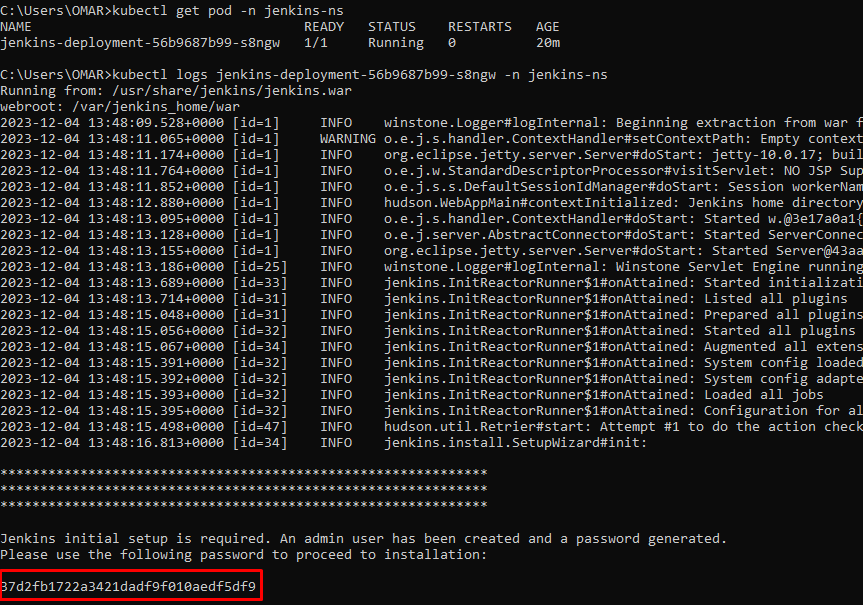 C:\Users\OMAR>kubectl get pod -n jenkins-ns
NAME READY STATUS RESTARTS AGE
jenkins-deployment-56b9687b99-s8ngw 1/1 Running 0 20m
C:\Users\OMAR>kubectl logs jenkins-deployment-56b9687b99-s8ngw -n jenkins-ns
Running from: /usr/share/jenkins/jenkins.war
webroot: /var/jenkins_home/war
2023-12-04 13:48:09.528+0000 [id=1] INFO winstone.Logger#logInternal: Beginning extraction from war f
2023-12-04 13:48:11.065+0000 [id=1] WARNING o.e.j.s.handler.ContextHandler#setContextPath: Empty context
2023-12-04 13:48:11.174+0000 [id=1] INFO org.eclipse.jetty.server.Server#doStart: jetty-10.0.17; buil
2023-12-04 13:48:11.764+0000 [id=1] INFO o.e.j.w.StandardDescriptorProcessor#visitServlet: NO JSP Sup
2023-12-04 13:48:11.852+0000 [id=1] INFO o.e.j.s.s.DefaultSessionIdManager#doStart: Session workerNam
2023-12-04 13:48:12.880+0000 [id=1] INFO hudson.WebAppMain#contextInitialized: Jenkins home directory
2023-12-04 13:48:13.095+0000 [id=1] INFO o.e.j.s.handler.ContextHandler#doStart: Started w.@3e17a0a1{
2023-12-04 13:48:13.128+0000 [id=1] INFO o.e.j.server.AbstractConnector#doStart: Started ServerConnec
2023-12-04 13:48:13.155+0000 [id=1] INFO org.eclipse.jetty.server.Server#doStart: Started Server@43aa
2023-12-04 13:48:13.186+0000 [id=25] INFO winstone.Logger#logInternal: Winstone Servlet Engine running
2023-12-04 13:48:13.689+0000 [id=33] INFO jenkins.InitReactorRunner$1#onAttained: Started initializati
2023-12-04 13:48:13.714+0000 [id=31] INFO jenkins.InitReactorRunner$1#onAttained: Listed all plugins
2023-12-04 13:48:15.048+0000 [id=31] INFO jenkins.InitReactorRunner$1#onAttained: Prepared all plugins
2023-12-04 13:48:15.056+0000 [id=32] INFO jenkins.InitReactorRunner$1#onAttained: Started all plugins
2023-12-04 13:48:15.067+0000 [id=34] INFO jenkins.InitReactorRunner$1#onAttained: Augmented all extens
2023-12-04 13:48:15.391+0000 [id=32] INFO jenkins.InitReactorRunner$1#onAttained: System config loaded
2023-12-04 13:48:15.392+0000 [id=32] INFO jenkins.InitReactorRunner$1#onAttained: System config adapte
2023-12-04 13:48:15.393+0000 [id=32] INFO jenkins.InitReactorRunner$1#onAttained: Loaded all jobs
2023-12-04 13:48:15.395+0000 [id=32] INFO jenkins.InitReactorRunner$1#onAttained: Configuration for al
2023-12-04 13:48:15.498+0000 [id=47] INFO hudson.util.Retrier#start: Attempt #1 to do the action check
2023-12-04 13:48:16.813+0000 [id=34] INFO jenkins.install.SetupWizard#init:
*************************************************************
*************************************************************
*************************************************************
Jenkins initial setup is required. An admin user has been created and a password generated.
Please use the following password to proceed to installation:
37d2fb1722a3421dadf9f010aedf5df9